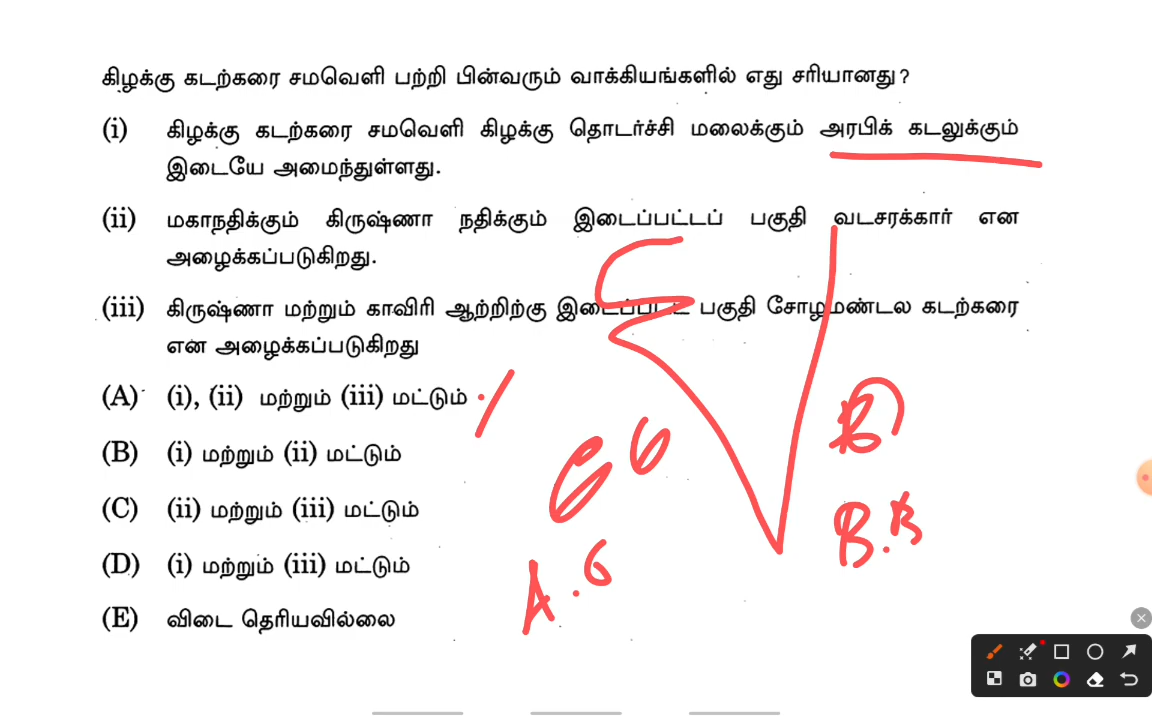 கிழக்கு கடற்கரை சமவெளி பற்றி பின்வரும் வாக்கியங்களில் எது சரியானது?
(i) கிழக்கு கடற்கரை சமவெளி கிழக்கு தொடர்ச்சி மலைக்கும் அரபிக் கடலுக்கும்
இடையே அமைந்துள்ளது.
(ii) மகாநதிக்கும் கிருஷ்ணா நதிக்கும் இடைப்பட்டப் பகுதி வடசரக்கார் என
அழைக்கப்படுகிறது.
(iii) கிருஷ்ணா மற்றும் காவிரி ஆற்றிற்கு இடைப்பட்ட பகுதி சோழமண்டல கடற்கரை
என அழைக்கப்படுகிறது
(A) (i), (ii) மற்றும் (iii) மட்டும்
(B) (i) மற்றும் (ii) மட்டும்
(C) (ii) மற்றும் (iii) மட்டும்
(D) (i) மற்றும் (iii) மட்டும்
(E) விடை தெரியவில்லை
B.B